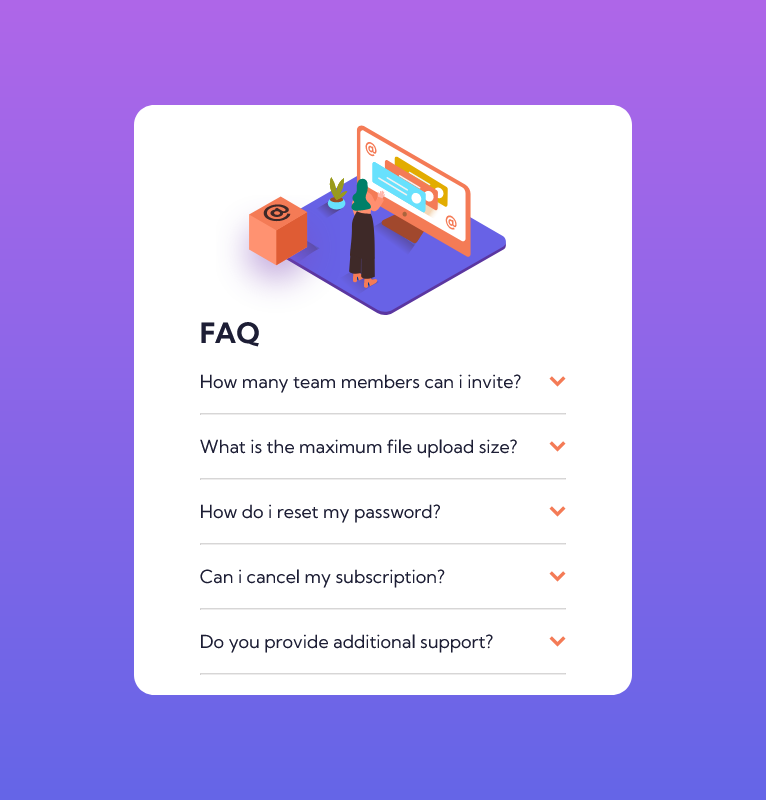 @
@
@
FAQ
How many team members can i invite?
What is the maximum file upload size?
How do i reset my password?
Can i cancel my subscription?
Do you provide additional support?